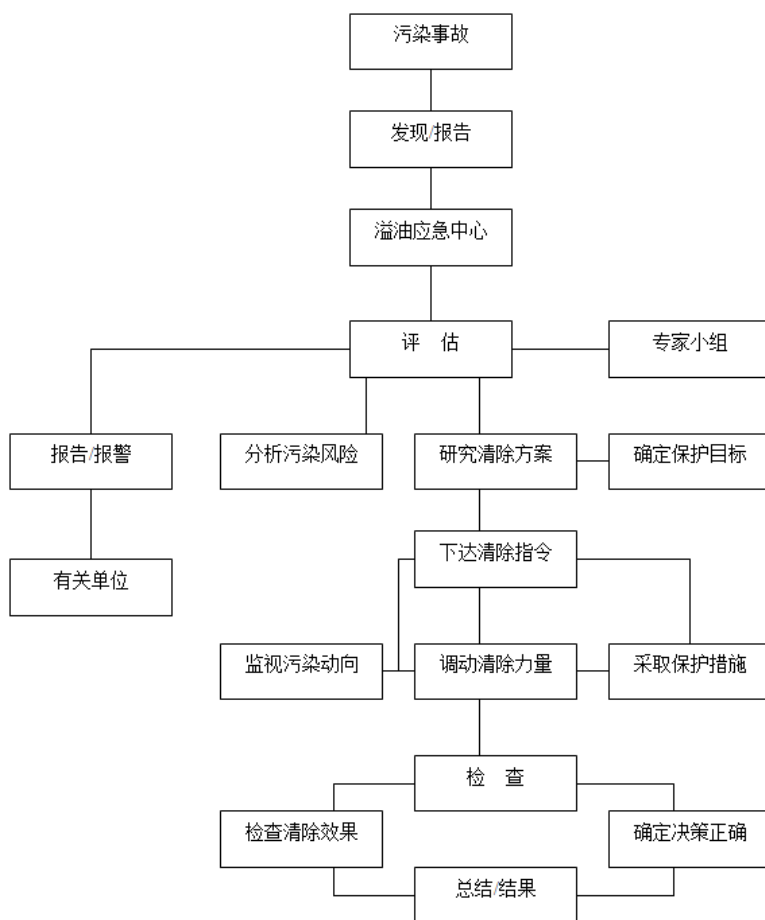 污染事故
发现/报告
溢油应急中心
评 估
专家小组
报告/报警
分析污染风险
研究清除方案
确定保护目标
下达清除指令
有关单位
监视污染动向
调动清除力量
采取保护措施
检 查
检查清除效果
确定决策正确
总结/结果